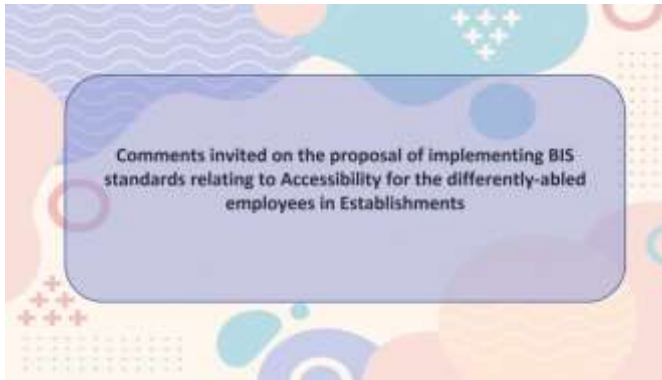 Comments invited on the proposal of implementing BIS
standards relating to Accessibility for the differently-abled
employees in Establishments